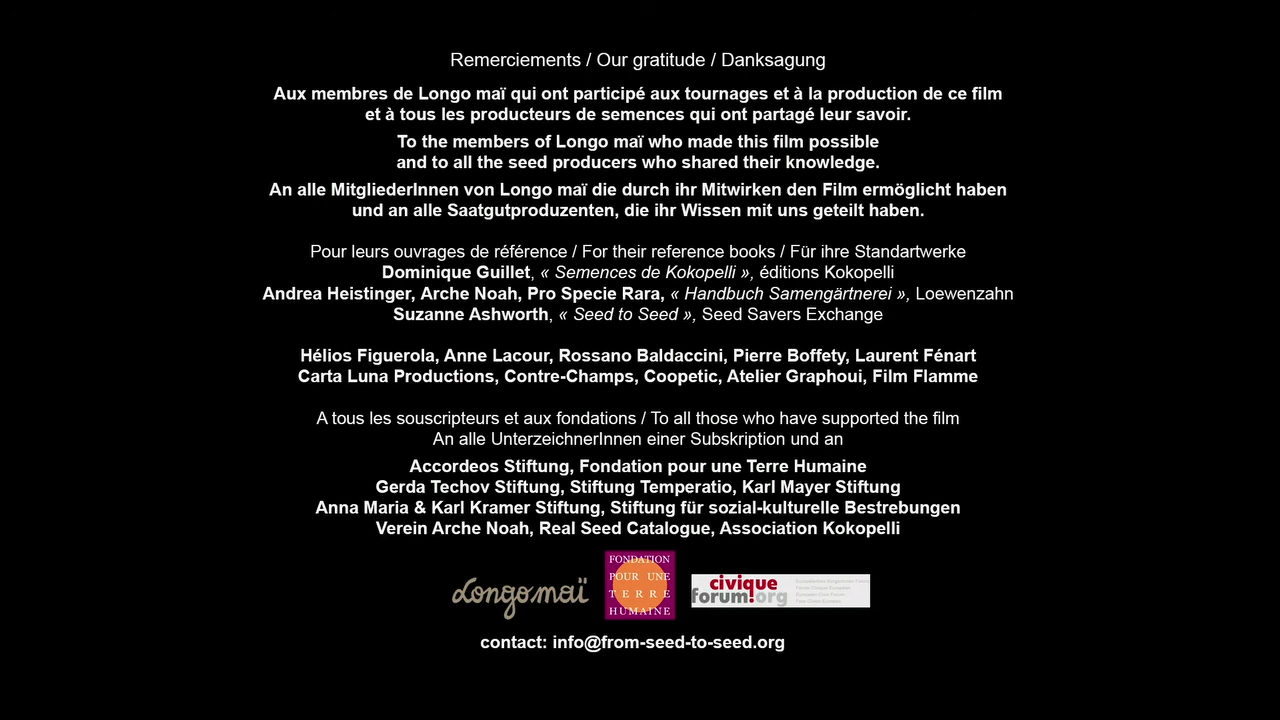 Remerciements / Our gratitude / Danksagung
Aux membres de Longo maï qui ont participé aux tournages et à la production de ce film
et à tous les producteurs de semences qui ont partagé leur savoir.
To the members of Longo maï who made this film possible
and to all the seed producers who shared their knowledge.
An alle MitgliederInnen von Longo maï die durch ihr Mitwirken den Film ermöglicht haben
und an alle Saatgutproduzenten, die ihr Wissen mit uns geteilt haben.
Pour leurs ouvrages de référence / For their reference books / Für ihre Standartwerke
Dominique Guillet, « Semences de Kokopelli », éditions Kokopelli
Andrea Heistinger, Arche Noah, Pro Specie Rara, « Handbuch Samengärtnerei », Loewenzahn
Suzanne Ashworth, « Seed to Seed », Seed Savers Exchange
Hélios Figuerola, Anne Lacour, Rossano Baldaccini, Pierre Boffety, Laurent Fénart
Carta Luna Productions, Contre-Champs, Coopetic, Atelier Graphoui, Film Flamme
A tous les souscripteurs et aux fondations / To all those who have supported the film
An alle UnterzeichnerInnen einer Subskription und an
Accordeos Stiftung, Fondation pour une Terre Humaine
Gerda Techov Stiftung, Stiftung Temperatio, Karl Mayer Stiftung
Anna Maria & Karl Kramer Stiftung, Stiftung für sozial-kulturelle Bestrebungen
Verein Arche Noah, Real Seed Catalogue, Association Kokopelli
Longomaï
FONDATION
POUR UNE
TERRE
HUMAINE
civique
forum.org
contact: info@from-seed-to-seed.org